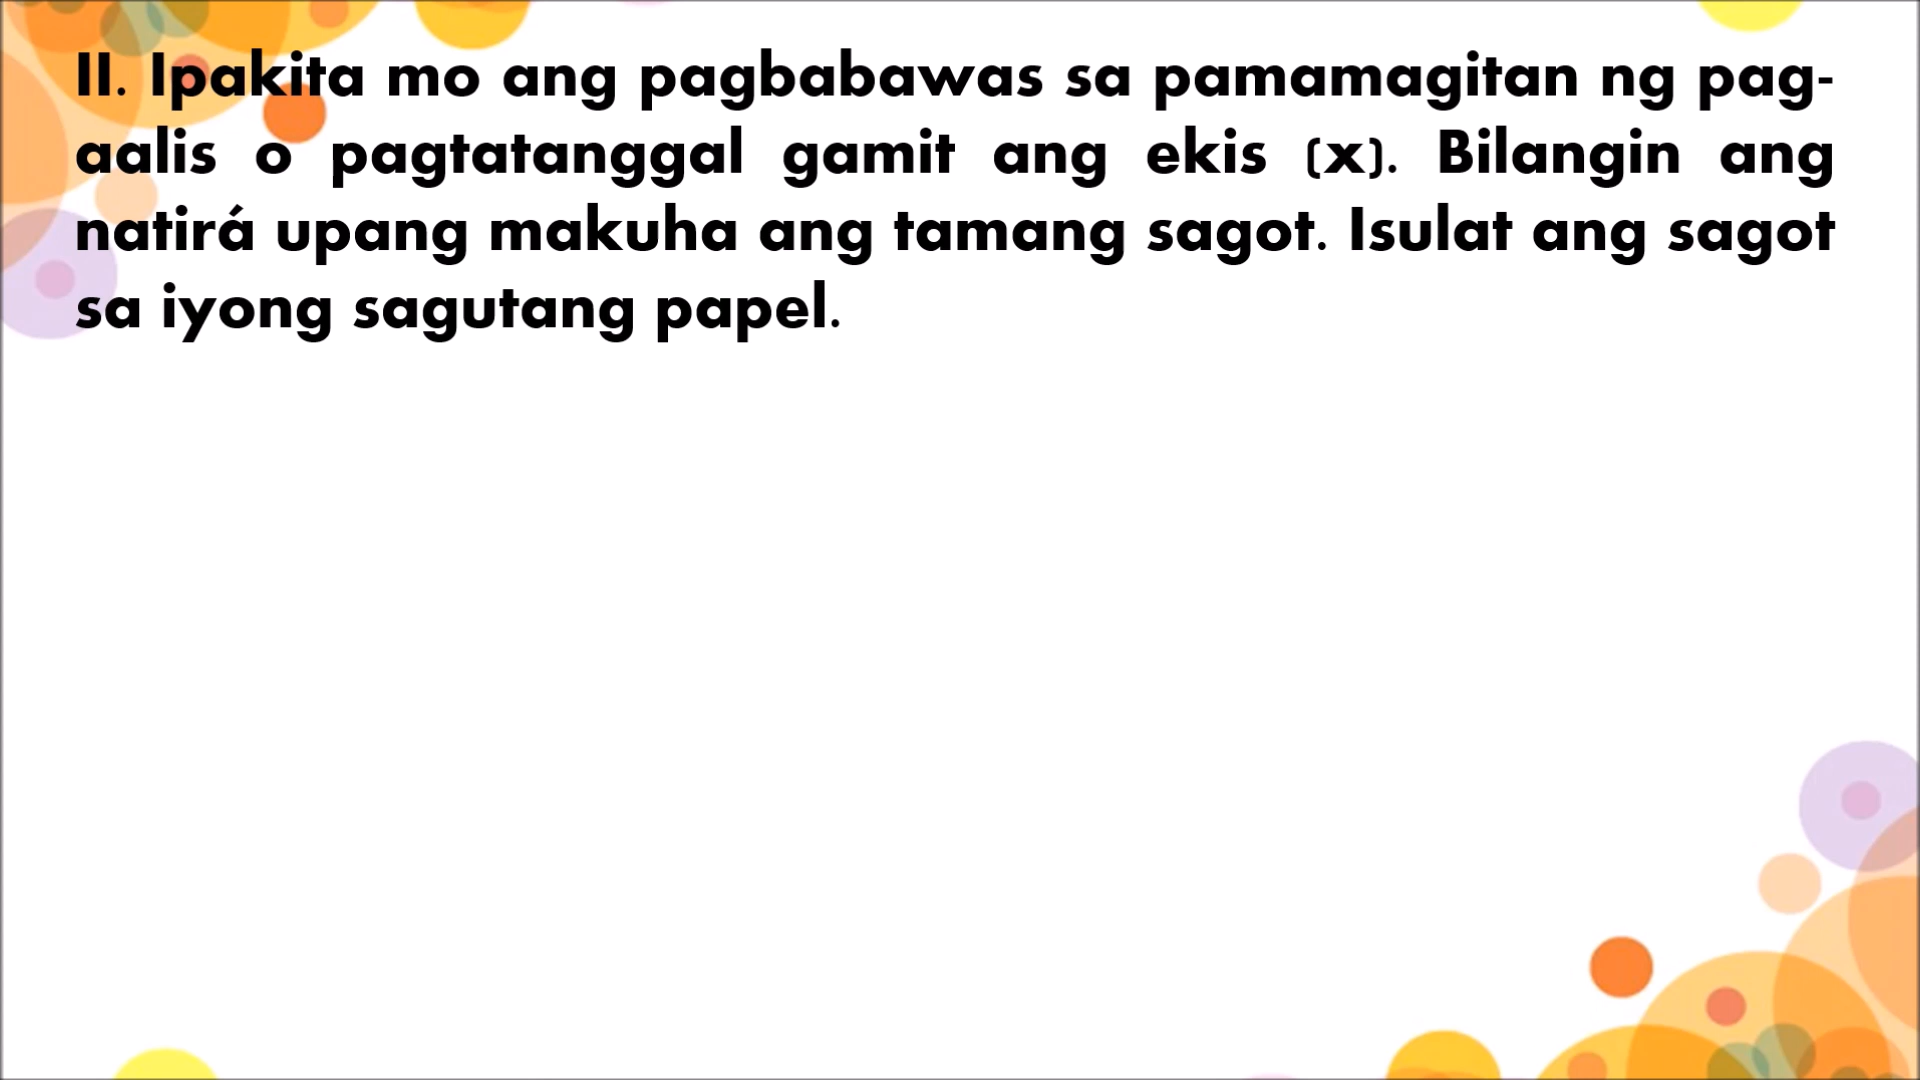 II. Ipakita mo ang pagbabawas sa pamamagitan ng pag-
aalis o pagtatanggal gamit ang ekis (x). Bilangin ang
natirá upang makuha ang tamang sagot. Isulat ang sagot
sa iyong sagutang papel.